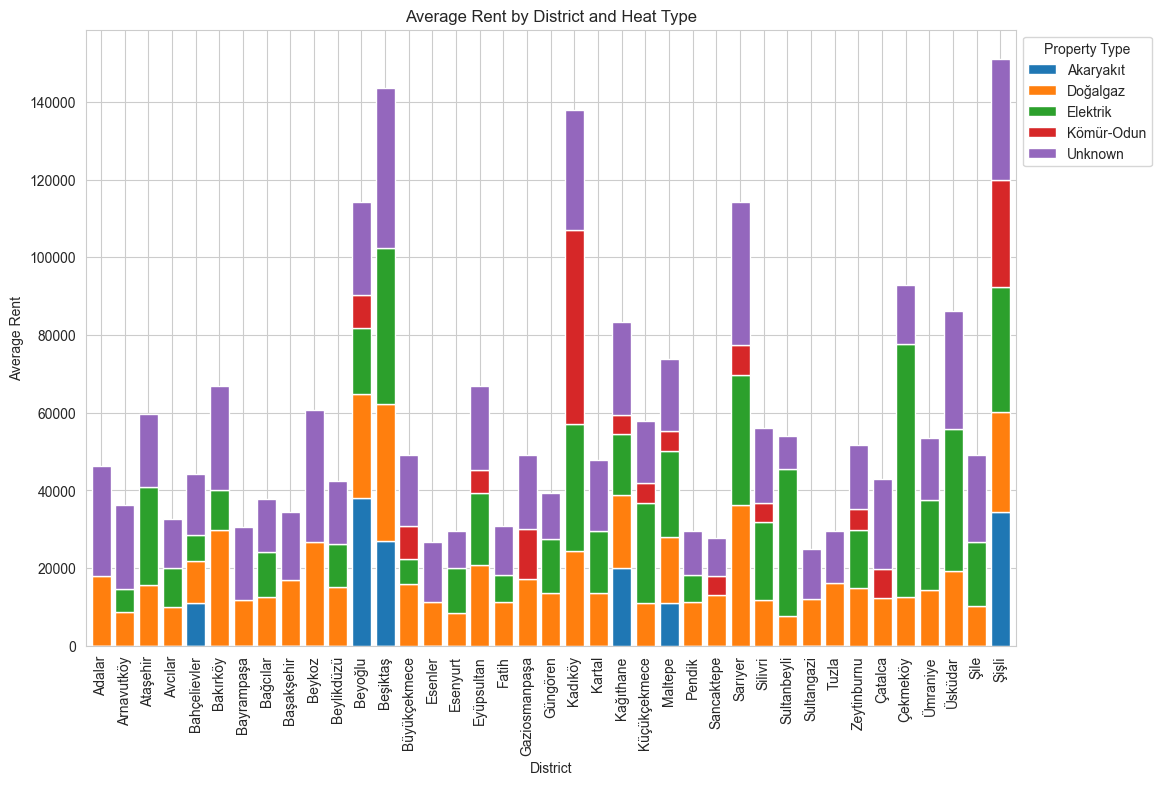 Average Rent by District and Heat Type
Property Type
Akaryakıt
Doğalgaz
Elektrik
Kömür-Odun
Unknown
Average Rent
140000
120000
100000
80000
60000
40000
20000
0
Adalar
Arnavutköy
Ataşehir
Avcılar
Bahçelievler
Bakırköy
Bayrampaşa
Bağcılar
Başakşehir
Beykoz
Beylikdüzü
Beyoğlu
Beşiktaş
Büyükçekmece
Esenler
Esenyurt
Eyüpsultan
Fatih
Gaziosmanpaşa
Güngören
Kadıköy
Kartal
Kağıthane
Küçükçekmece
Maltepe
Pendik
Sancaktepe
Sarıyer
Silivri
Sultanbeyli
Sultangazi
Tuzla
Zeytinburnu
Çatalca
Çekmeköy
Ümraniye
Üsküdar
Şile
Şişli
District